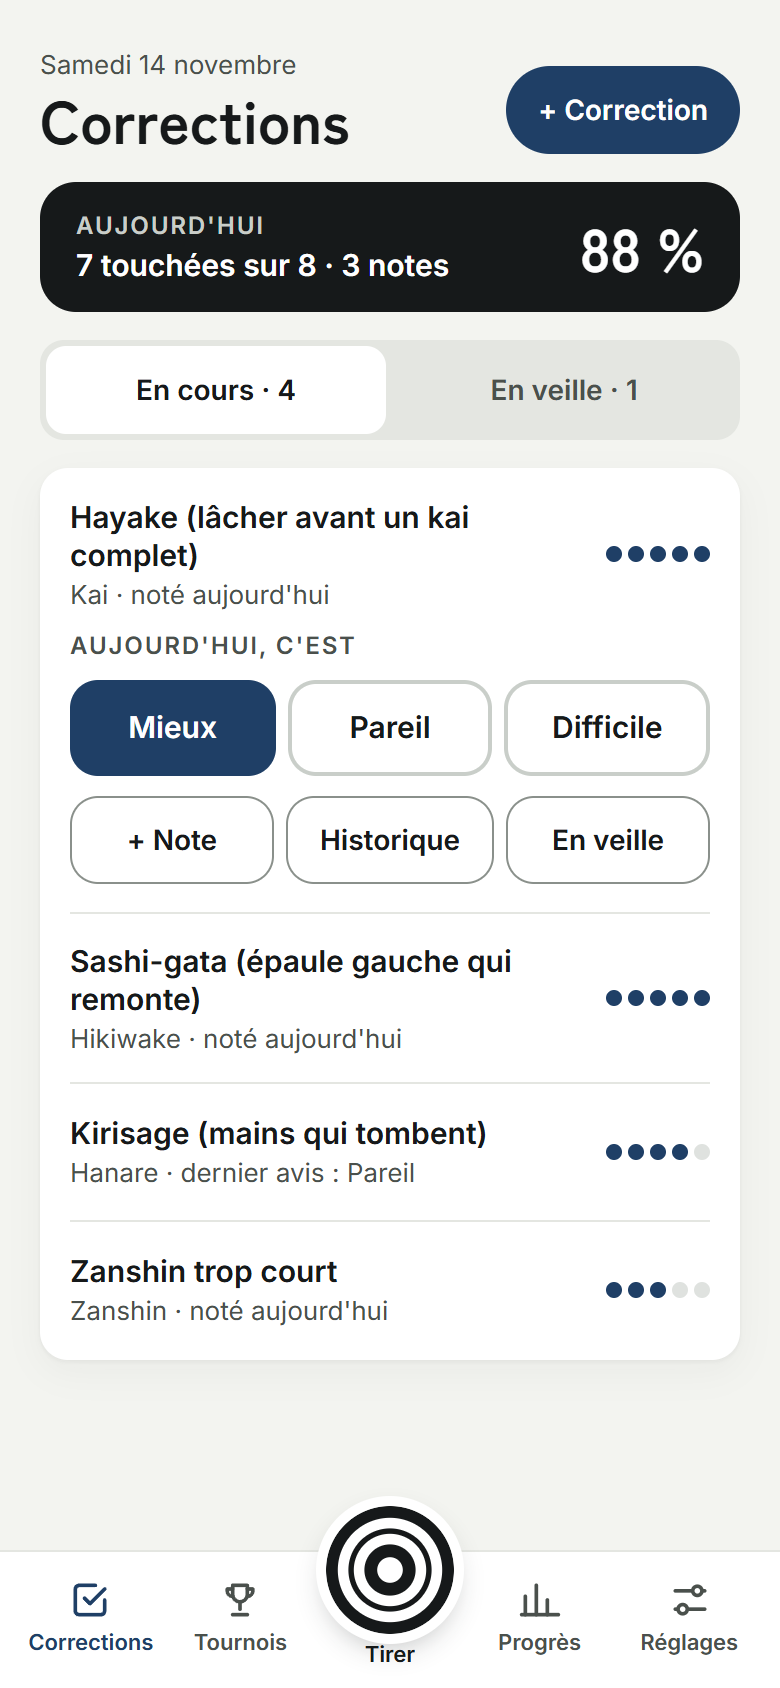 Samedi 14 novembre
Corrections
+ Correction
AUJOURD'HUI
7 touchées sur 8 · 3 notes
88 %
En cours · 4
En veille · 1
Hayake (lâcher avant un kai
complet)
Kai · noté aujourd'hui
AUJOURD'HUI, C'EST
Mieux
Pareil
Difficile
+ Note
Historique
En veille
Sashi-gata (épaule gauche qui
remonte)
Hikiwake · noté aujourd'hui
Kirisage (mains qui tombent)
Hanare · dernier avis : Pareil
Zanshin trop court
Zanshin · noté aujourd'hui
Corrections
Tournois
Tirer
Progrès
Réglages